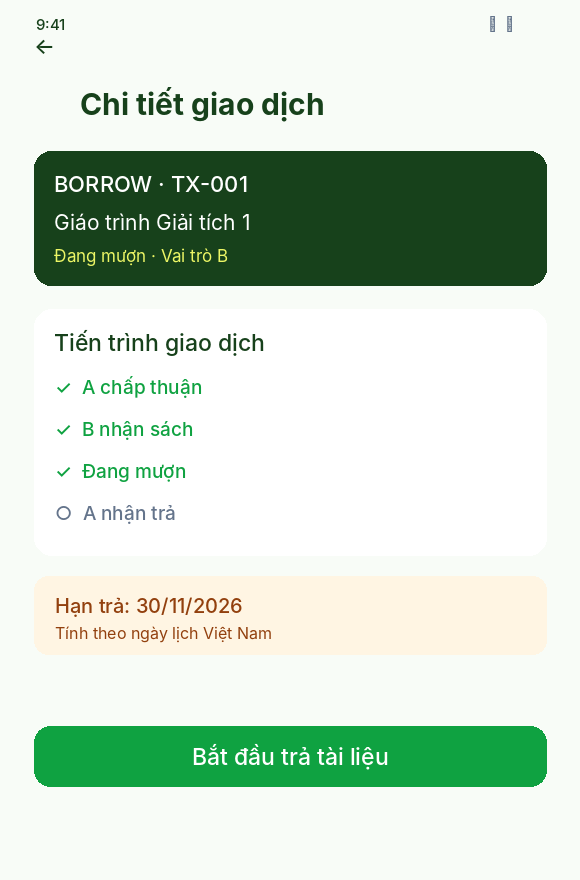 9:41
Chi tiết giao dịch
BORROW · TX-001
Giáo trình Giải tích 1
Đang mượn · Vai trò B
Tiến trình giao dịch
✓ A chấp thuận
✓ B nhận sách
✓ Đang mượn
○ A nhận trả
Hạn trả: 30/11/2026
Tính theo ngày lịch Việt Nam
Bắt đầu trả tài liệu